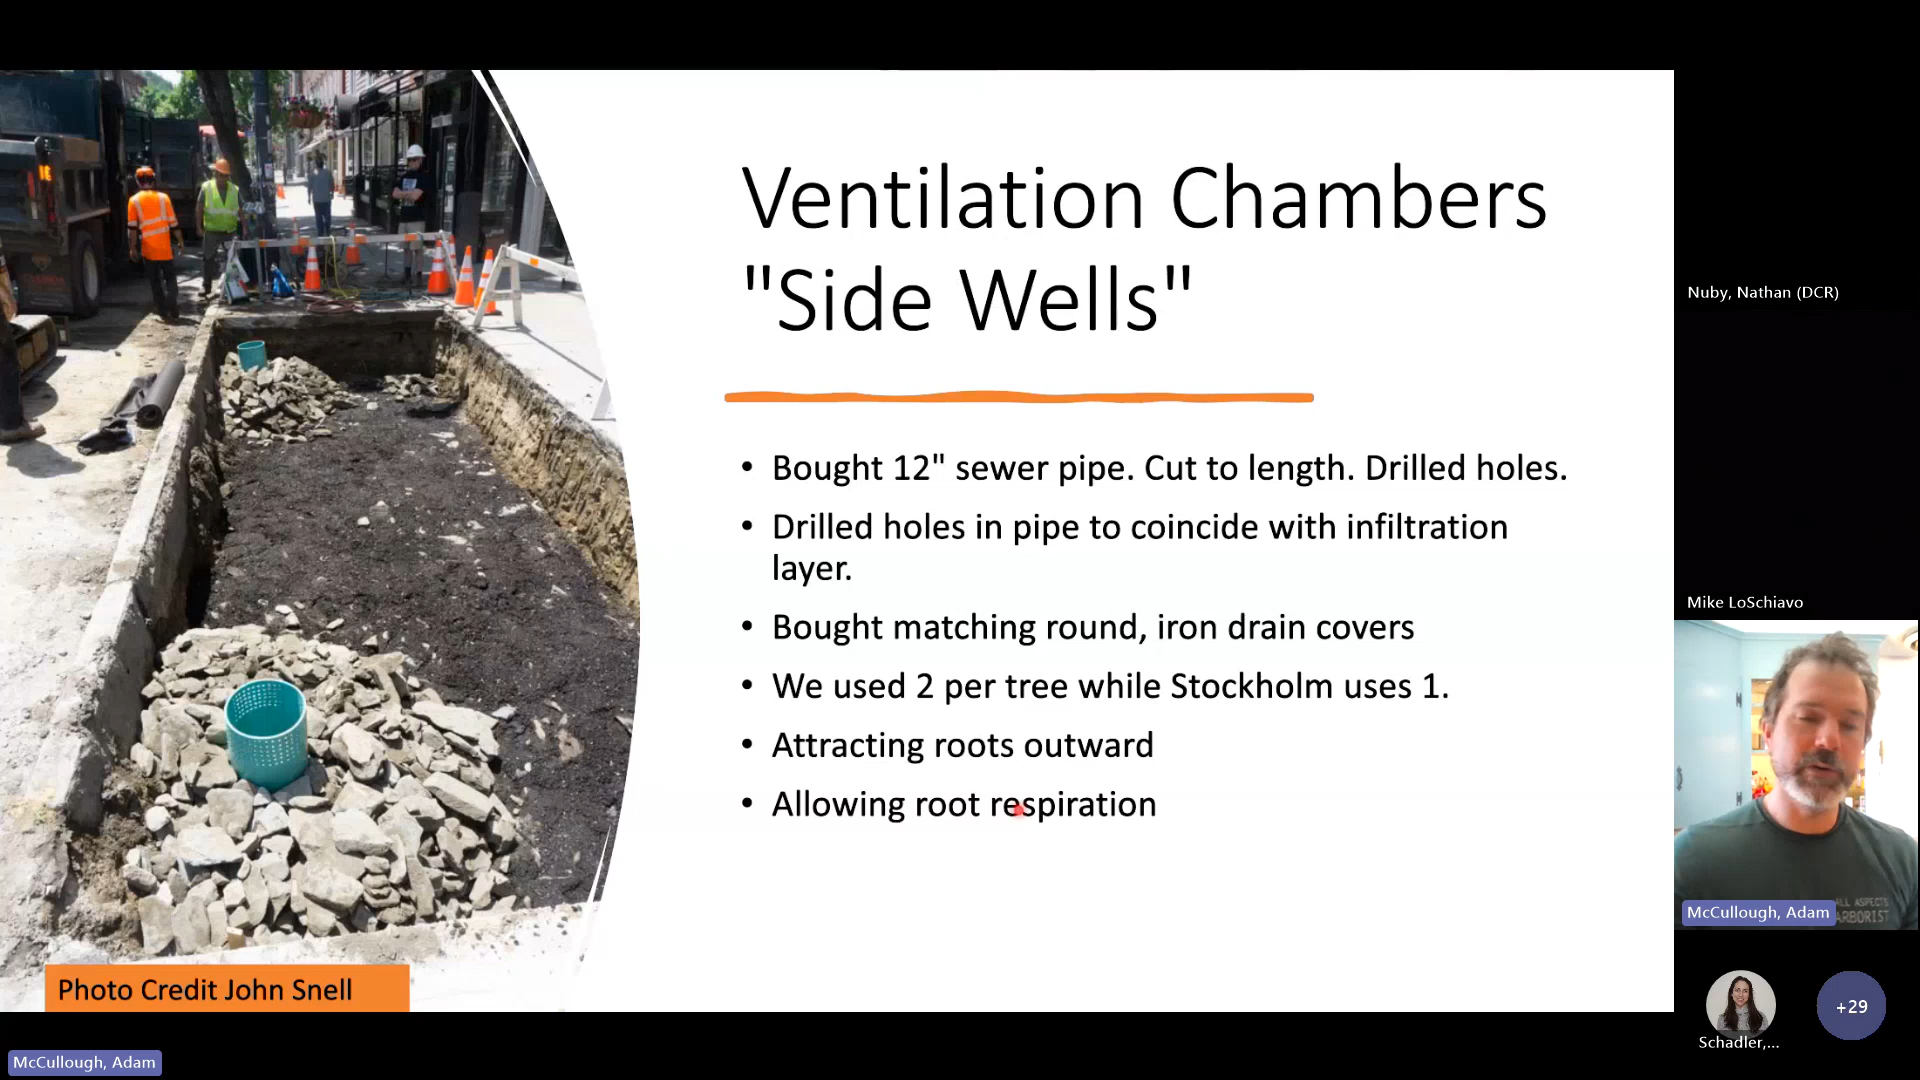 Ventilation Chambers
"Side Wells"
• Bought 12" sewer pipe. Cut to length. Drilled holes.
• Drilled holes in pipe to coincide with infiltration
layer.
• Bought matching round, iron drain covers
• We used 2 per tree while Stockholm uses 1.
• Attracting roots outward
• Allowing root respiration
Photo Credit John Snell
Nuby, Nathan (DCR)
Mike LoSchiavo
ALL ASPECTS
ARBORIST
McCullough, Adam
Schadler,...
+29
McCullough, Adam